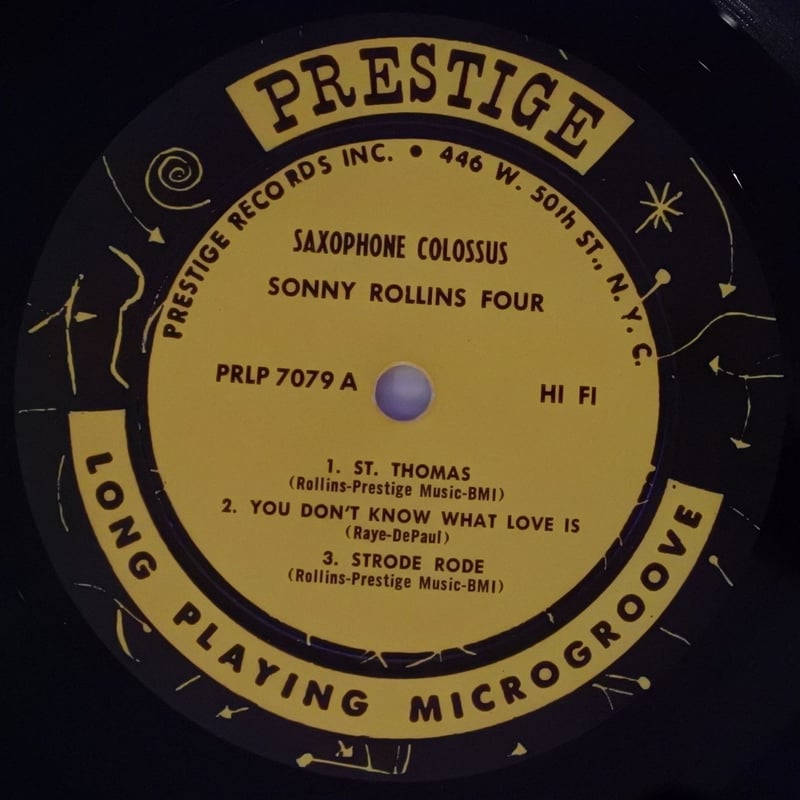 PRESTIGE
PRESTIGE RECORDS INC. • 446 W. 50th ST., N. Y. C.
SAXOPHONE COLOSSUS
SONNY ROLLINS FOUR
PRLP 7079 A
HI FI
1. ST. THOMAS
(Rollins-Prestige Music-BMI)
2. YOU DON'T KNOW WHAT LOVE IS
(Raye-DePaul)
3. STRODE RODE
(Rollins-Prestige Music-BMI)
LONG PLAYING MICROGROOVE